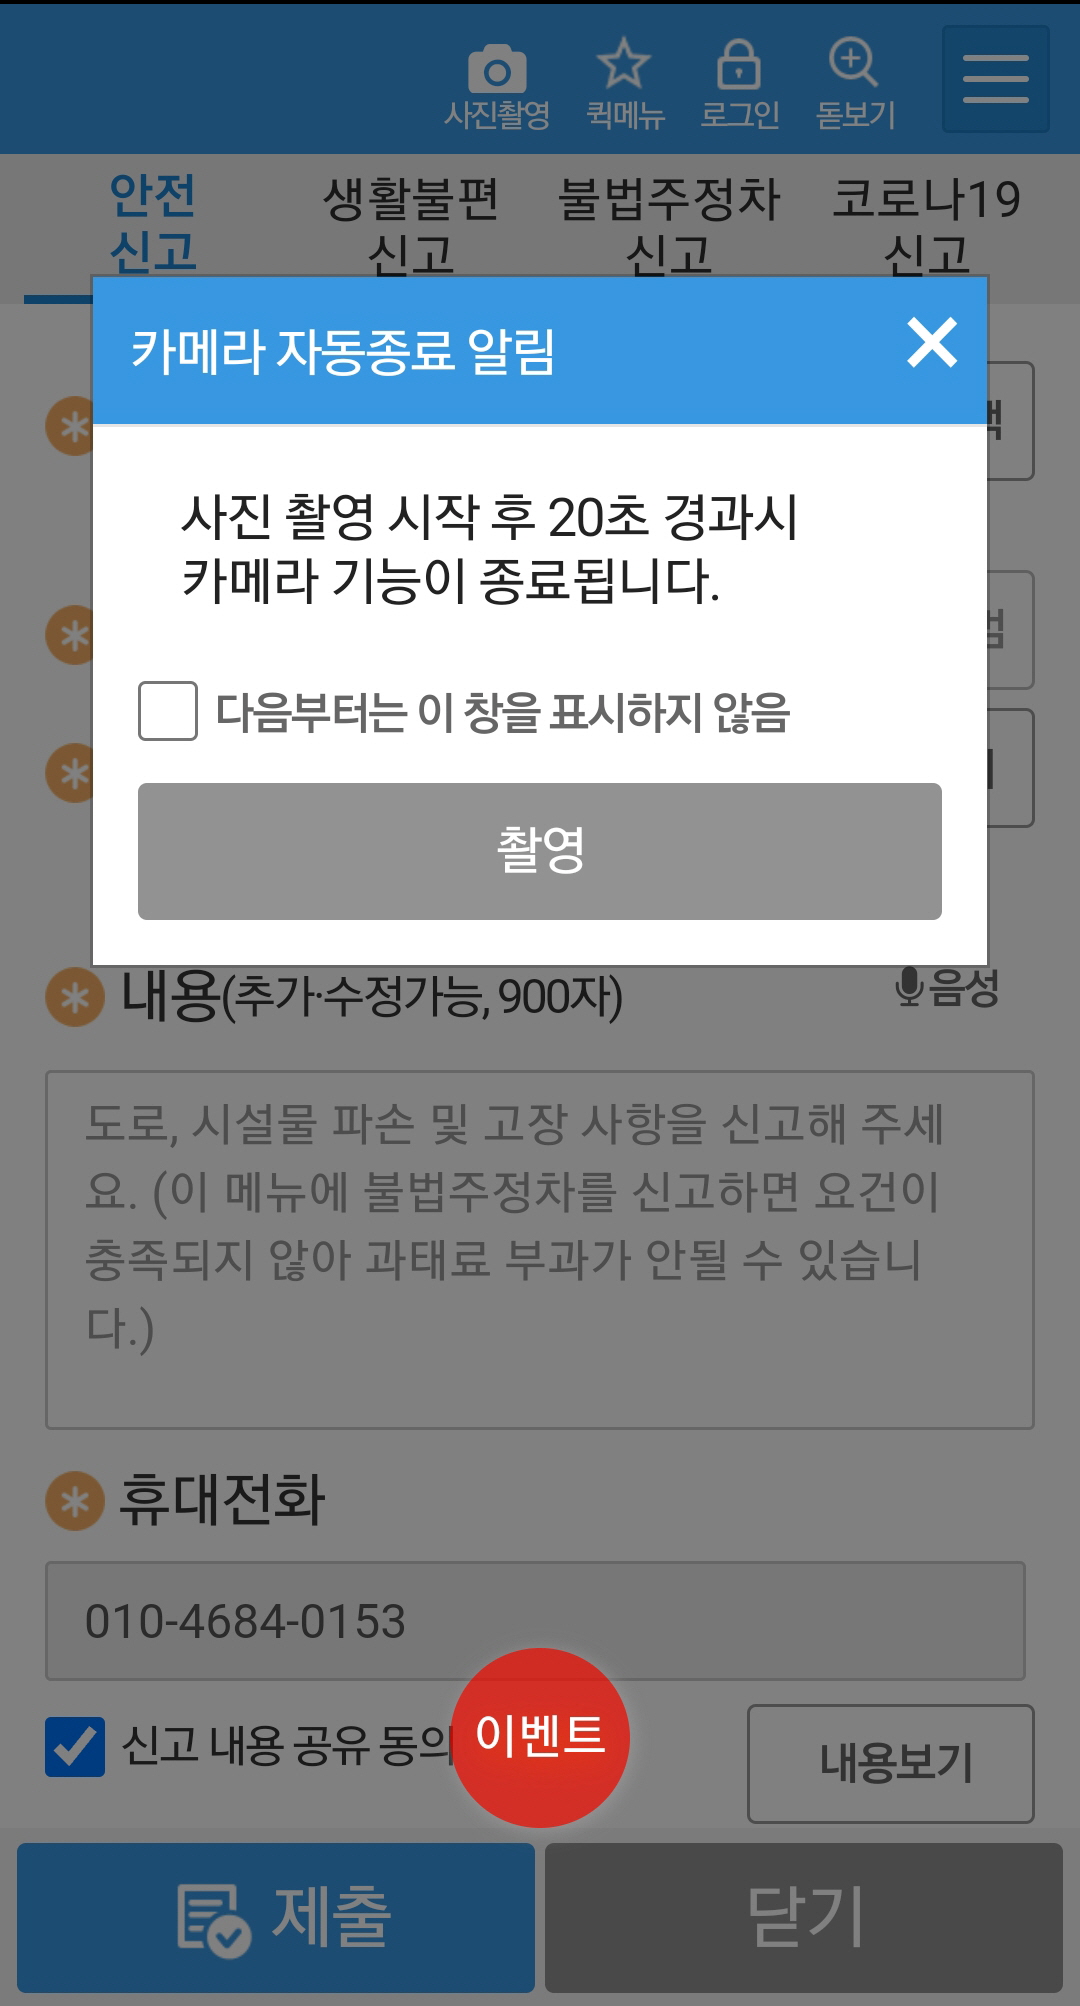 사진촬영 퀵메뉴 로그인 돋보기
안전 생활불편 불법주정차 코로나19
신고 신고 신고 신고
카메라 자동종료 알림
사진 촬영 시작 후 20초 경과시
카메라 기능이 종료됩니다.
다음부터는 이 창을 표시하지 않음
촬영
내용(추가·수정가능, 900자) 음성
도로, 시설물 파손 및 고장 사항을 신고해 주세
요. (이 메뉴에 불법주정차를 신고하면 요건이
충족되지 않아 과태료 부과가 안될 수 있습니
다.)
휴대전화
010-4684-0153
신고 내용 공유 동의 이벤트 내용보기
제출 닫기